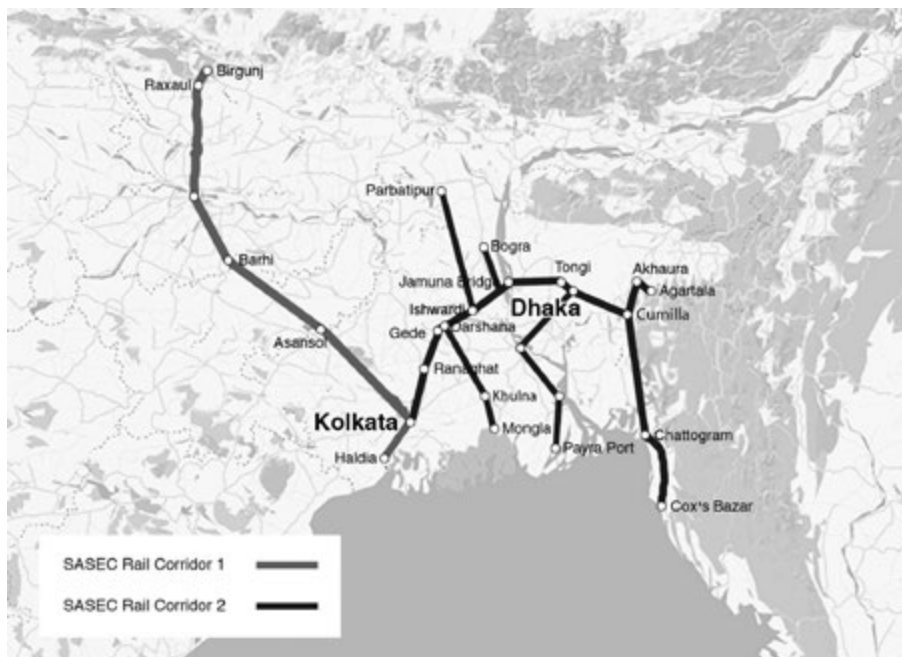 Birgunj
Raxaul
Parbatipur
Barhi
Bogra
Jamuna Bridge
Tongi
Akhaura
Agartala
Ishwardi
Dhaka
Cumilla
Gede
Darshana
Asansol
Ranaghat
Khulna
Kolkata
Mongla
Chattogram
Payra Port
Haldia
Cox's Bazar
SASEC Rail Corridor 1
SASEC Rail Corridor 2